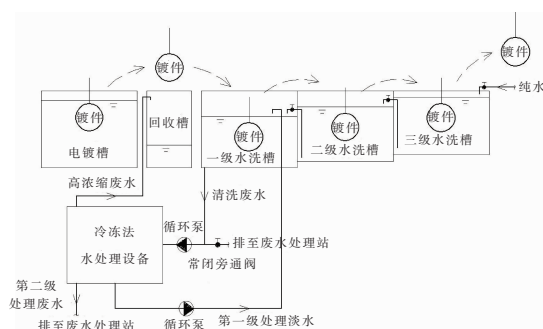 镀件
镀件
镀件
镀件
镀件
镀件
镀件
纯水
电镀槽
回收槽
一级水洗槽
二级水洗槽
三级水洗槽
高浓缩废水
清洗废水
冷冻法
水处理设备
循环泵
排至废水处理站
常闭旁通阀
第二级
处理废水
排至废水处理站
循环泵
第一级处理淡水